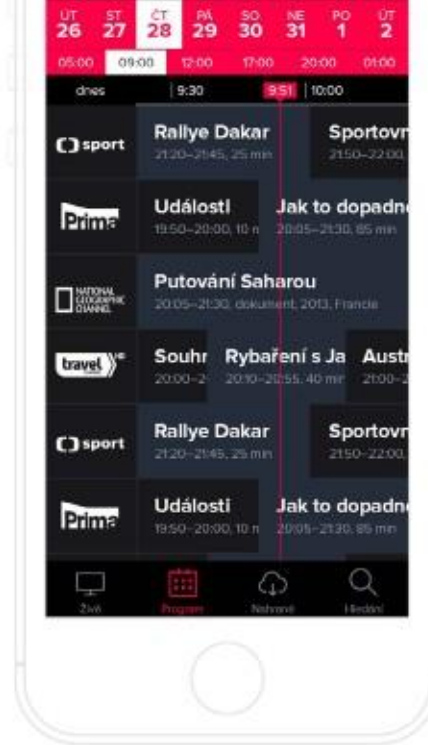 ÚT ST ČT PÁ SO NE PO ÚT
26 27 28 29 30 31 1 2
05:00 09:00 12:00 17:00 20:00 01:00
dnes 9:30 9:51 10:00
sport
Rallye Dakar Sportovn
21:20–21:45, 25 min 21:50–22:00,
Prima
Události Jak to dopadne
19:50–20:00, 10 n 20:05–21:30, 85 min
NATIONAL GEOGRAPHIC CHANNEL
Putování Saharou
20:05–21:30, dokument, 2013, Francie
travel HD
Souhr Rybaření s Ja Austr
20:00–2 20:10–20:55, 40 min 21:00–2
sport
Rallye Dakar Sportovn
21:20–21:45, 25 min 21:50–22:00,
Prima
Události Jak to dopadne
19:50–20:00, 10 n 20:05–21:30, 85 min
Živě Program Nahrané Hledání